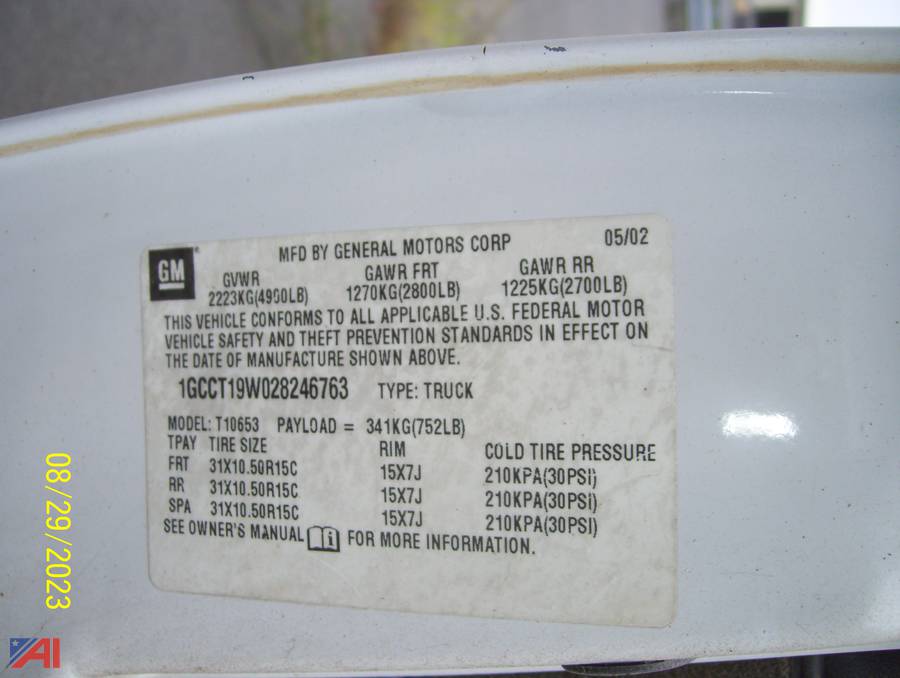 GM
MFD BY GENERAL MOTORS CORP 05/02
GVWR GAWR FRT GAWR RR
2223KG(4900LB) 1270KG(2800LB) 1225KG(2700LB)
THIS VEHICLE CONFORMS TO ALL APPLICABLE U.S. FEDERAL MOTOR
VEHICLE SAFETY AND THEFT PREVENTION STANDARDS IN EFFECT ON
THE DATE OF MANUFACTURE SHOWN ABOVE.
1GCCT19W028246763 TYPE: TRUCK
MODEL: T10653 PAYLOAD = 341KG(752LB)
TPAY TIRE SIZE RIM COLD TIRE PRESSURE
FRT 31X10.50R15C 15X7J 210KPA(30PSI)
RR 31X10.50R15C 15X7J 210KPA(30PSI)
SPA 31X10.50R15C 15X7J 210KPA(30PSI)
SEE OWNER'S MANUAL FOR MORE INFORMATION.
08/29/2023
AI